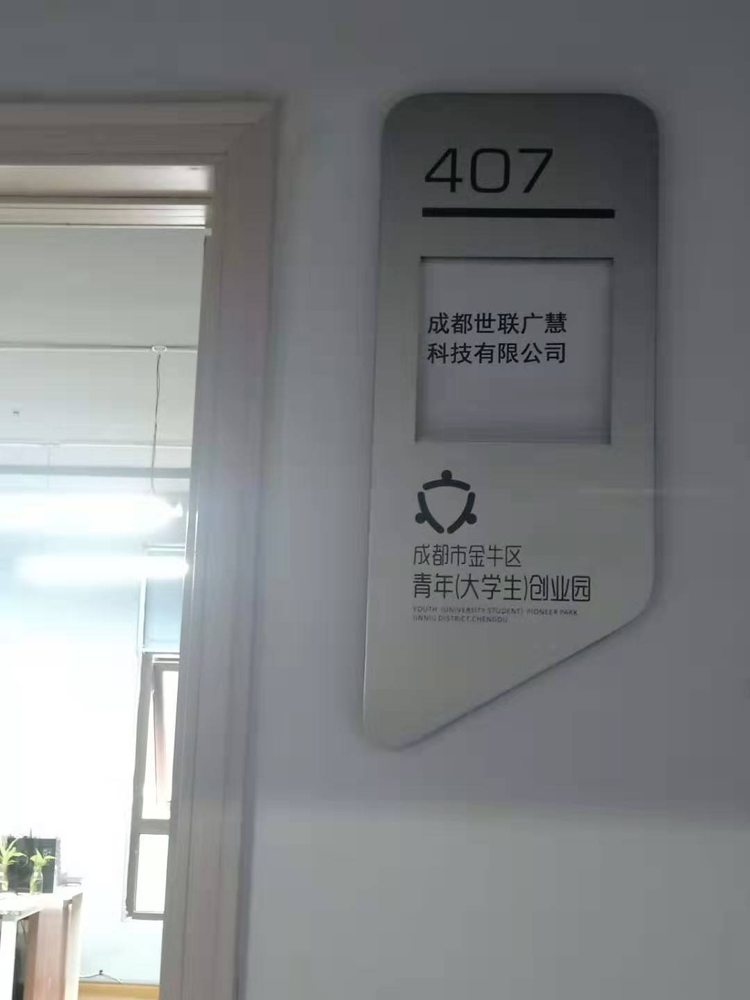 407
成都世联广慧
科技有限公司
成都市金牛区
青年(大学生)创业园
YOUTH (UNIVERSITY STUDENT) PIONEER PARK
JINNIU DISTRICT.CHENGDU